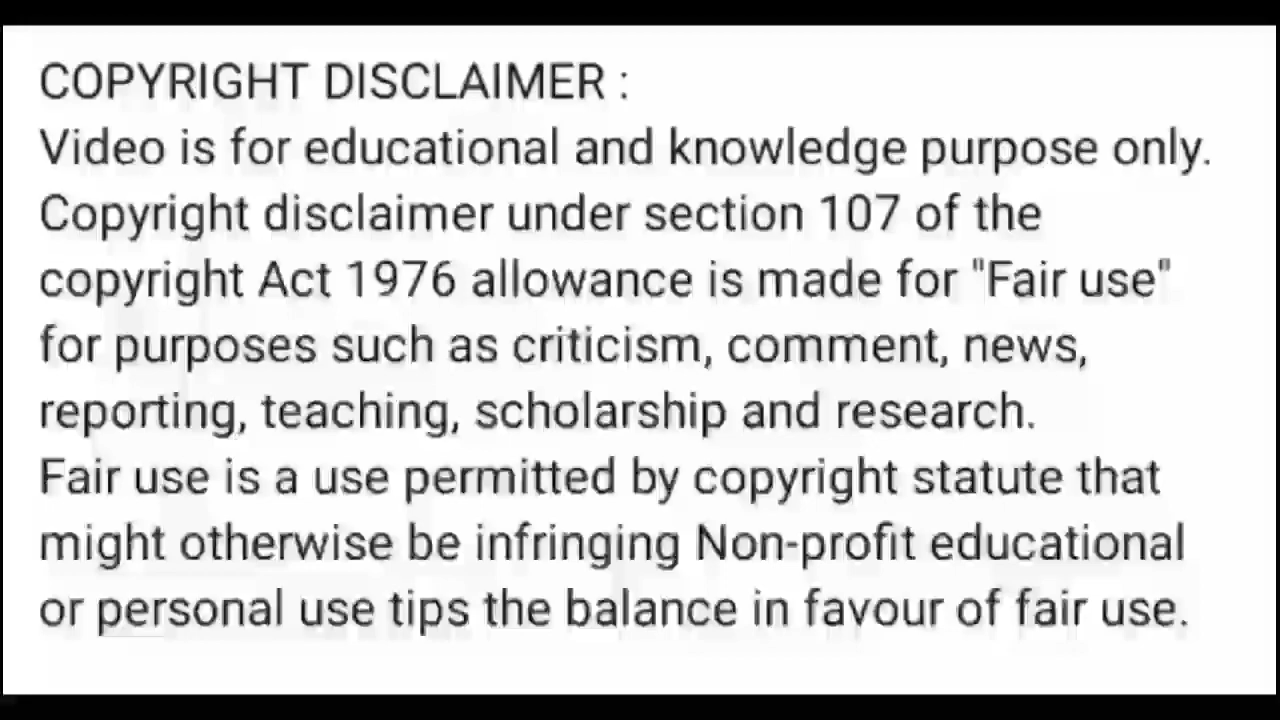 COPYRIGHT DISCLAIMER :
Video is for educational and knowledge purpose only.
Copyright disclaimer under section 107 of the
copyright Act 1976 allowance is made for "Fair use"
for purposes such as criticism, comment, news,
reporting, teaching, scholarship and research.
Fair use is a use permitted by copyright statute that
might otherwise be infringing Non-profit educational
or personal use tips the balance in favour of fair use.